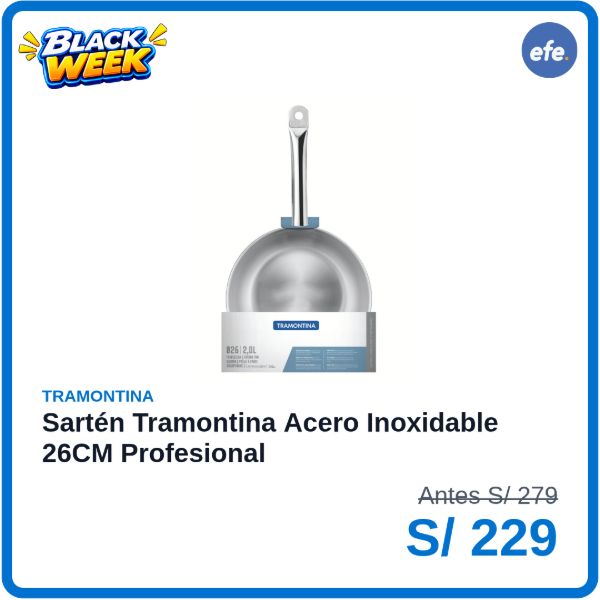 BLACK
WEEK
efe.
TRAMONTINA
Ø26 | 2,0L
TRAMONTINA
Sartén Tramontina Acero Inoxidable
26CM Profesional
Antes S/ 279
S/ 229